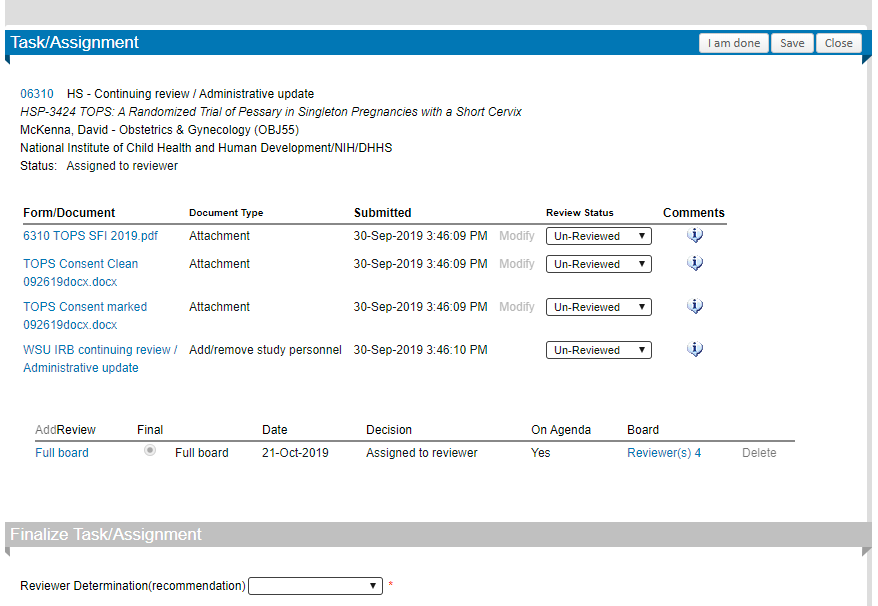 Task/Assignment
I am done
Save
Close
06310 HS - Continuing review / Administrative update
HSP-3424 TOPS: A Randomized Trial of Pessary in Singleton Pregnancies with a Short Cervix
McKenna, David - Obstetrics & Gynecology (OBJ55)
National Institute of Child Health and Human Development/NIH/DHHS
Status: Assigned to reviewer
Form/Document Document Type Submitted Review Status Comments
6310 TOPS SFI 2019.pdf Attachment 30-Sep-2019 3:46:09 PM Modify Un-Reviewed
TOPS Consent Clean Attachment 30-Sep-2019 3:46:09 PM Modify Un-Reviewed
092619docx.docx
TOPS Consent marked Attachment 30-Sep-2019 3:46:09 PM Modify Un-Reviewed
092619docx.docx
WSU IRB continuing review / Add/remove study personnel 30-Sep-2019 3:46:10 PM Un-Reviewed
Administrative update
AddReview Final Date Decision On Agenda Board
Full board Full board 21-Oct-2019 Assigned to reviewer Yes Reviewer(s) 4 Delete
Finalize Task/Assignment
Reviewer Determination(recommendation) *